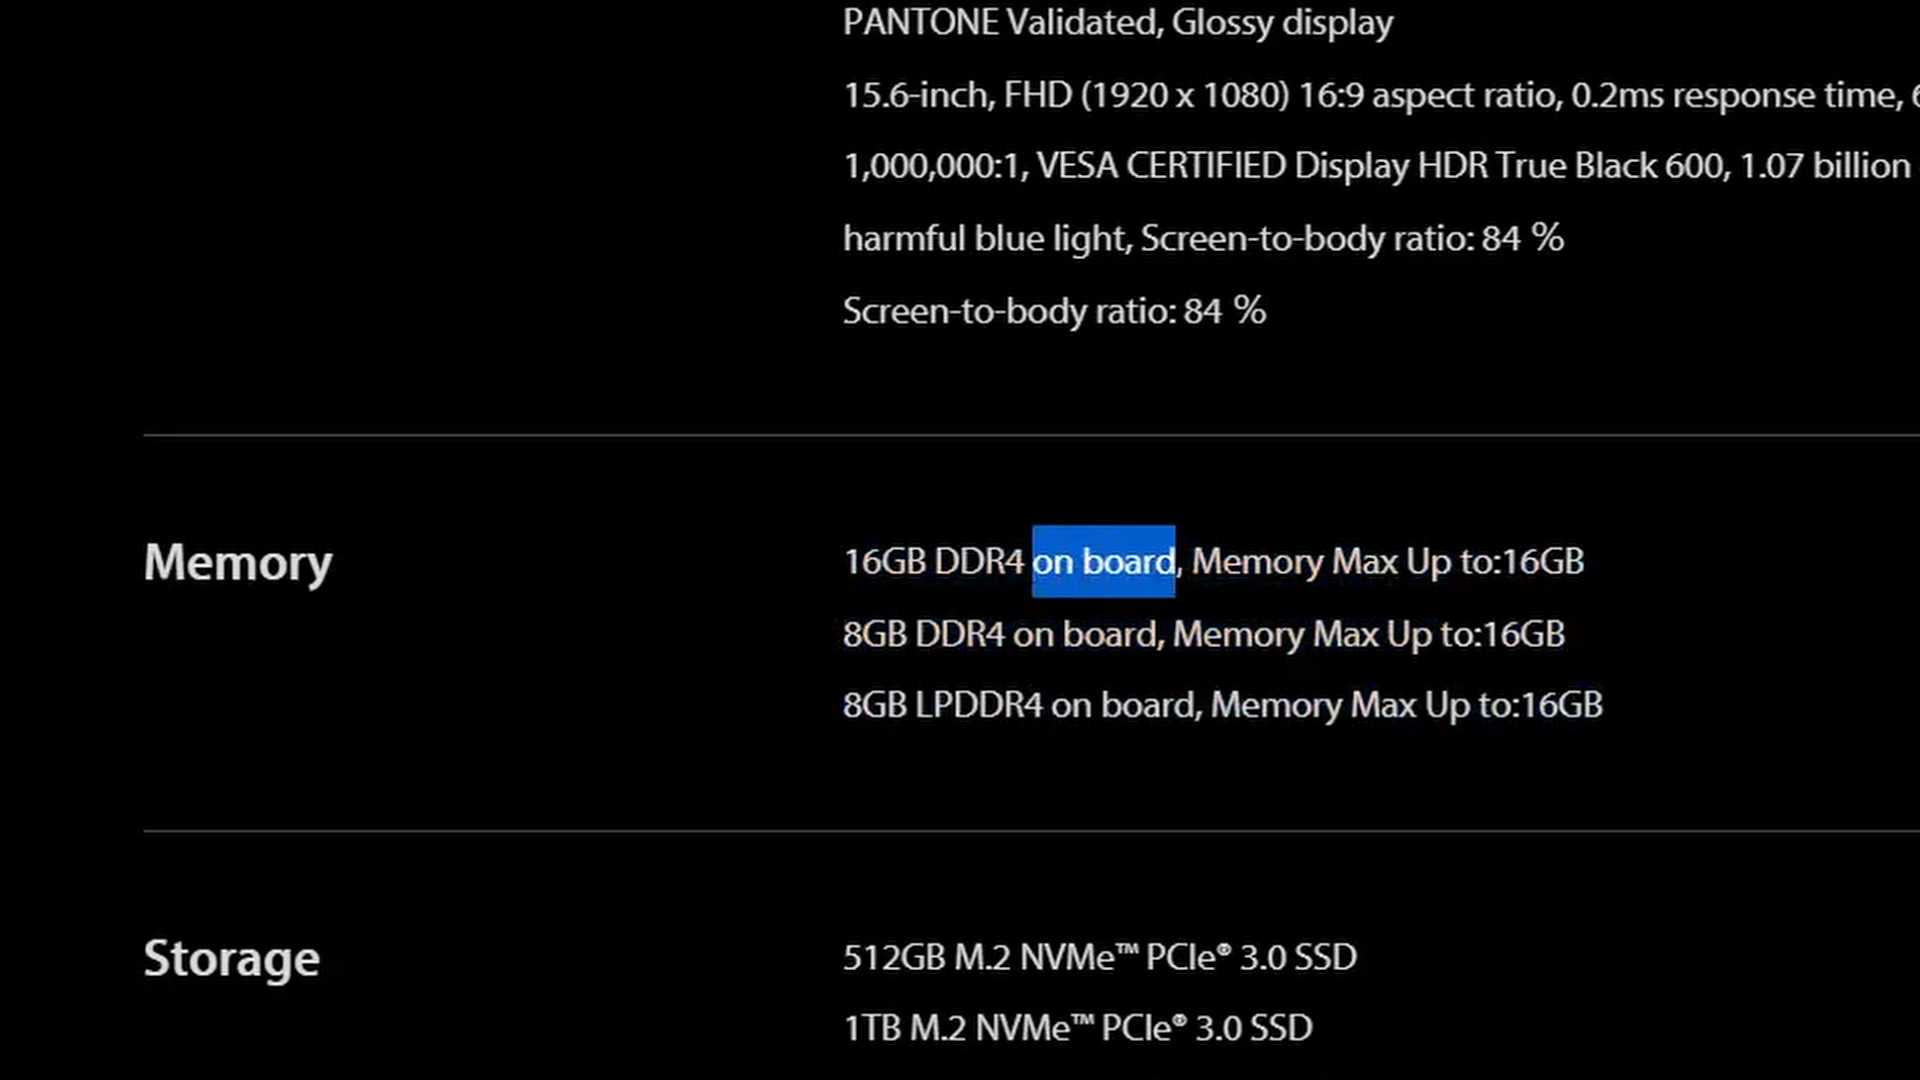 PANTONE Validated, Glossy display
15.6-inch, FHD (1920 x 1080) 16:9 aspect ratio, 0.2ms response time,
1,000,000:1, VESA CERTIFIED Display HDR True Black 600, 1.07 billion
harmful blue light, Screen-to-body ratio: 84 %
Screen-to-body ratio: 84 %
Memory
16GB DDR4 on board, Memory Max Up to:16GB
8GB DDR4 on board, Memory Max Up to:16GB
8GB LPDDR4 on board, Memory Max Up to:16GB
Storage
512GB M.2 NVMe™ PCIe® 3.0 SSD
1TB M.2 NVMe™ PCIe® 3.0 SSD